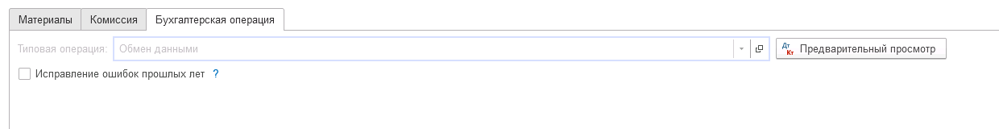 Материалы Комиссия Бухгалтерская операция
Типовая операция: Обмен данными Дт Кт Предварительный просмотр
Исправление ошибок прошлых лет ?